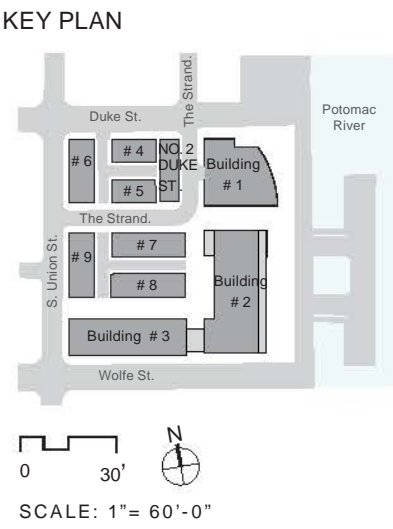 KEY PLAN
The Strand.
Duke St.
Potomac
River
# 6
# 4
NO. 2
DUKE
ST.
Building
# 1
# 5
The Strand.
S. Union St.
# 9
# 7
# 8
Building
# 2
Building # 3
Wolfe St.
N
0 30'
SCALE: 1"= 60'-0"